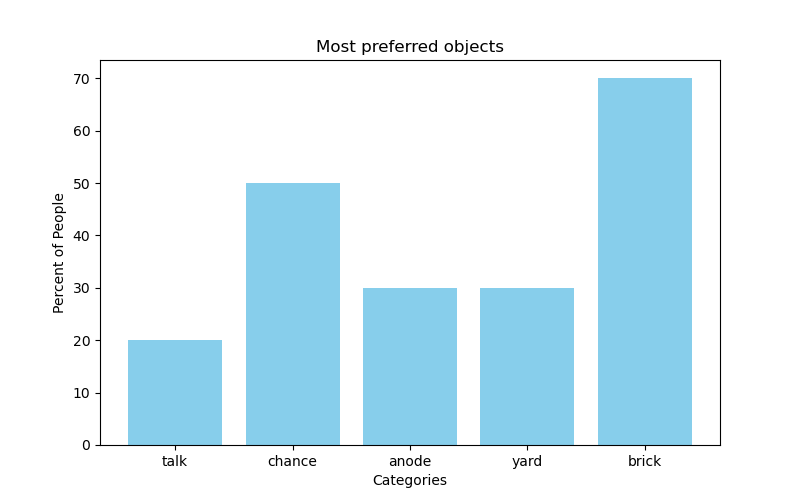 Most preferred objects
70
60
50
40
30
20
10
0
Percent of People
talk chance anode yard brick
Categories